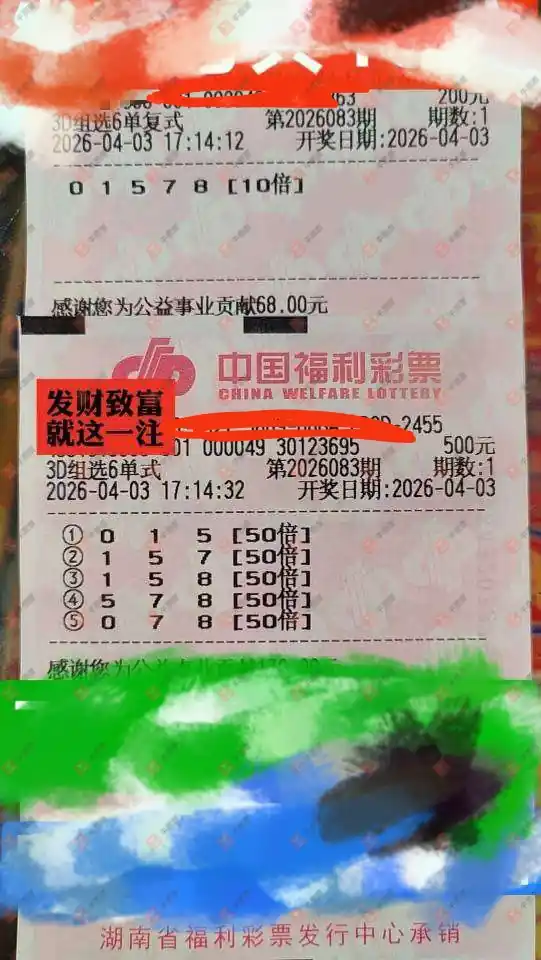 200元
3D组选6单复式 第2026083期 期数:1
2026-04-03 17:14:12 开奖日期:2026-04-03
0 1 5 7 8 [10倍]
感谢您为公益事业贡献68.00元
中国福利彩票
CHINA WELFARE LOTTERY
发财致富
就这一注
-2455
001 000049 30123695 500元
3D组选6单式 第2026083期 期数:1
2026-04-03 17:14:32 开奖日期:2026-04-03
① 0 1 5 [50倍]
② 1 5 7 [50倍]
③ 1 5 8 [50倍]
④ 5 7 8 [50倍]
⑤ 0 7 8 [50倍]
感谢您为公益
湖南省福利彩票发行中心承销